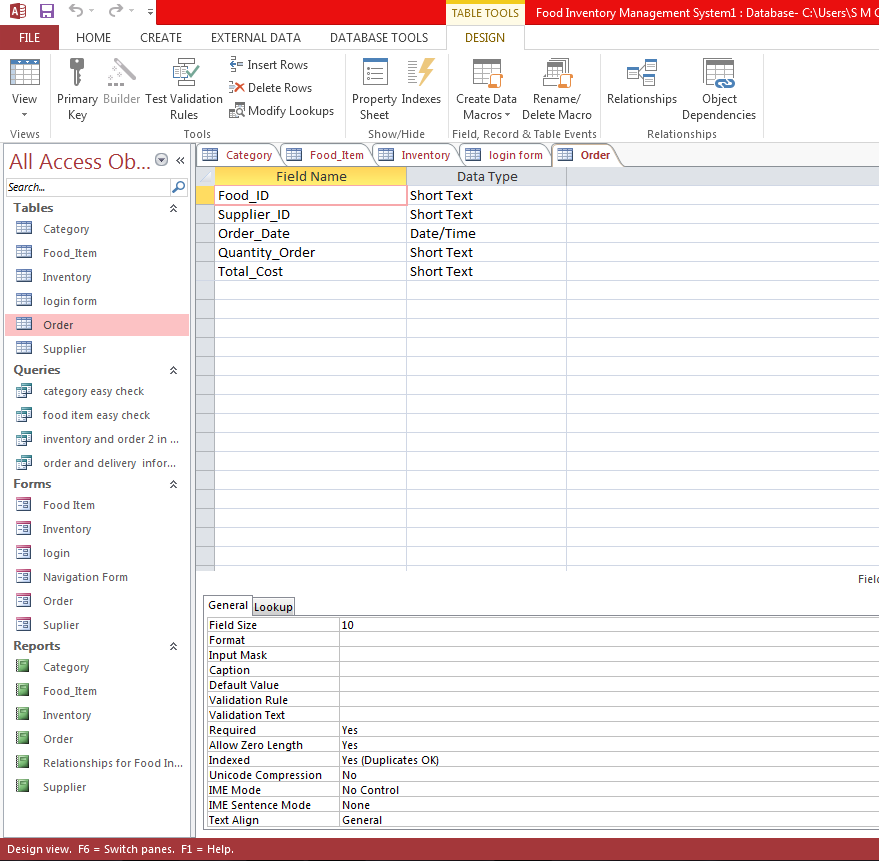 TABLE TOOLS
Food Inventory Management System1 : Database- C:\Users\S M C
FILE HOME CREATE EXTERNAL DATA DATABASE TOOLS DESIGN
View
Views
Primary Key
Builder
Test Validation Rules
Insert Rows
Delete Rows
Modify Lookups
Tools
Property Sheet
Indexes
Show/Hide
Create Data Macros
Rename/ Delete Macro
Field, Record & Table Events
Relationships
Object Dependencies
Relationships
All Access Ob...
Search...
Tables
Category
Food_Item
Inventory
login form
Order
Supplier
Queries
category easy check
food item easy check
inventory and order 2 in ...
order and delivery infor...
Forms
Food Item
Inventory
login
Navigation Form
Order
Suplier
Reports
Category
Food_Item
Inventory
Order
Relationships for Food In...
Supplier
Category Food_Item Inventory login form Order
Field Name Data Type
Food_ID Short Text
Supplier_ID Short Text
Order_Date Date/Time
Quantity_Order Short Text
Total_Cost Short Text
Fiel
General Lookup
Field Size 10
Format
Input Mask
Caption
Default Value
Validation Rule
Validation Text
Required Yes
Allow Zero Length Yes
Indexed Yes (Duplicates OK)
Unicode Compression No
IME Mode No Control
IME Sentence Mode None
Text Align General
Design view. F6 = Switch panes. F1 = Help.